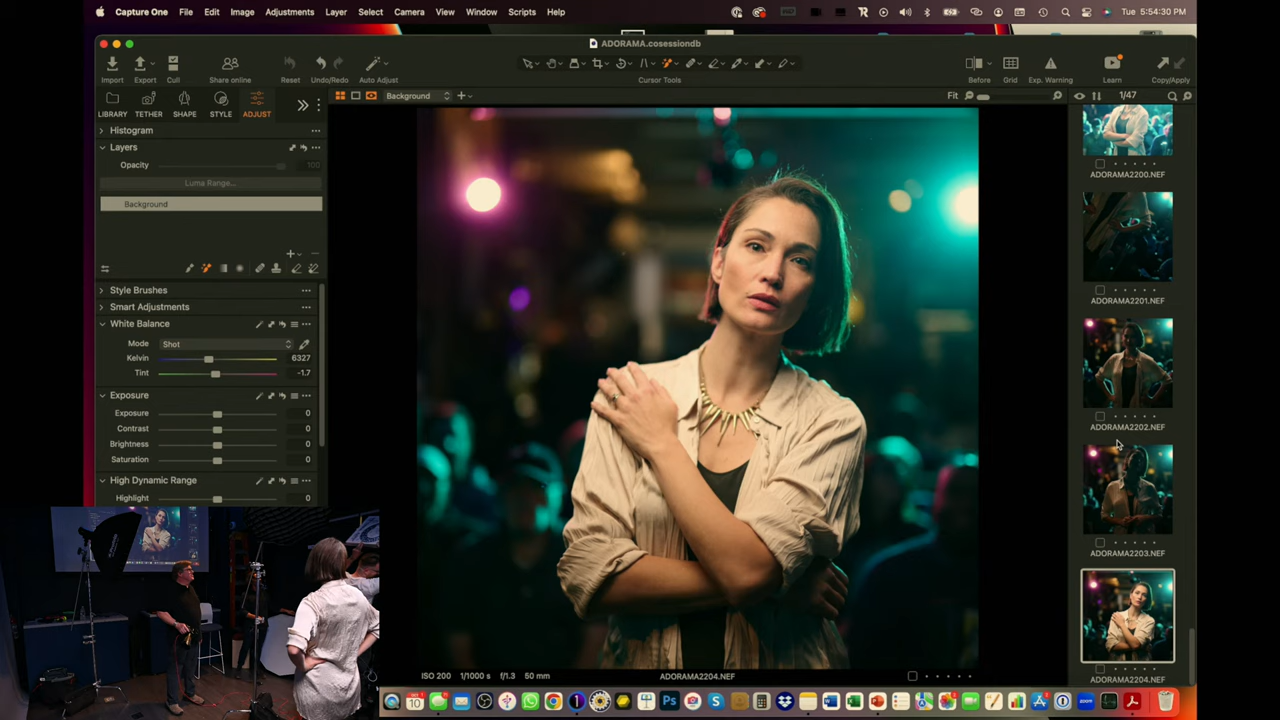 Capture One File Edit Image Adjustments Layer Select Camera View Window Scripts Help
Tue 5:54:30 PM
ADORAMA.cosessiondb
Import Export Cull Share online Reset Undo/Redo Auto Adjust Cursor Tools Before Grid Exp. Warning Learn Copy/Apply
LIBRARY TETHER SHAPE STYLE ADJUST
Background
Fit
1/47
Histogram
Layers
Opacity 100
Luma Range...
Background
Style Brushes
Smart Adjustments
White Balance
Mode Shot
Kelvin 6327
Tint -1.7
Exposure
Exposure 0
Contrast 0
Brightness 0
Saturation 0
High Dynamic Range
Highlight 0
ADORAMA2200.NEF
ADORAMA2201.NEF
ADORAMA2202.NEF
ADORAMA2203.NEF
ADORAMA2204.NEF
ISO 200 1/1000 s f/1.3 50 mm
ADORAMA2204.NEF